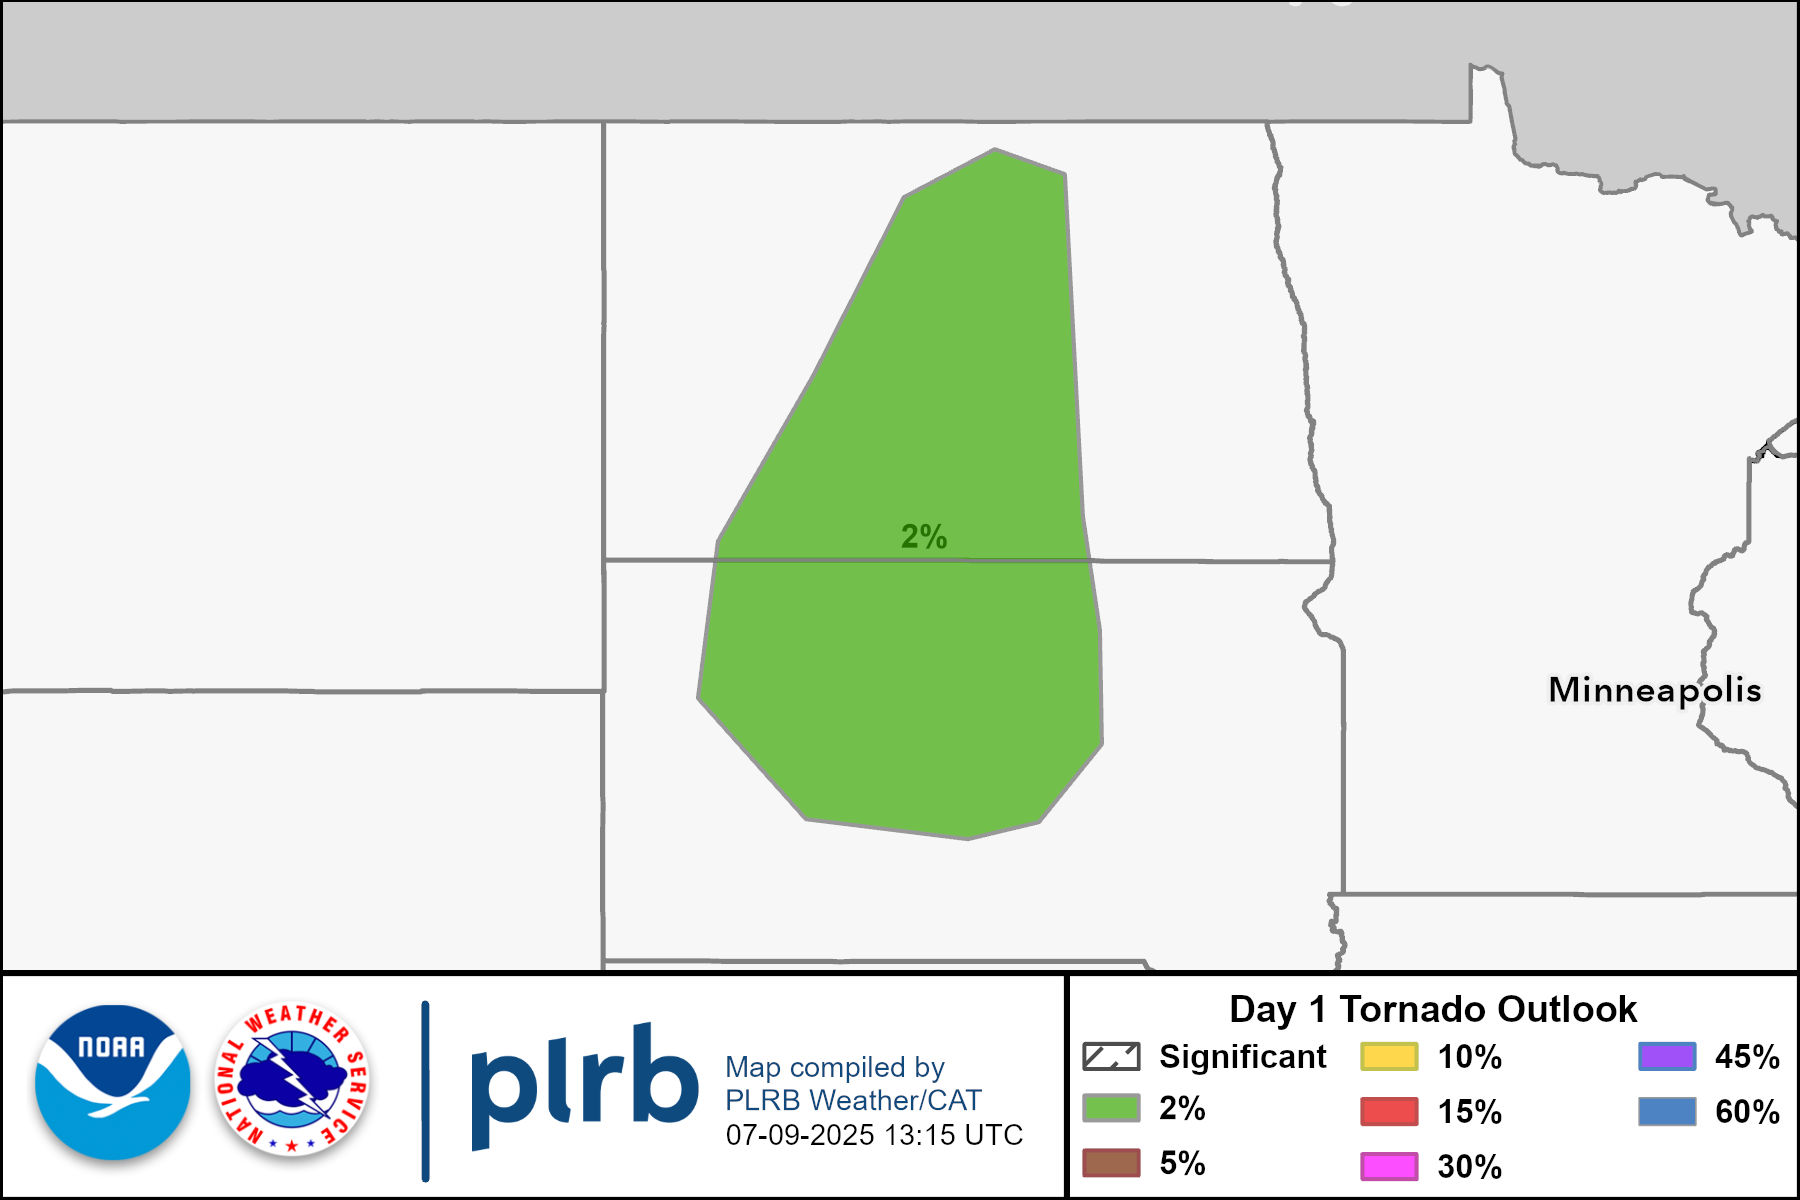 2%
Minneapolis
NOAA
NATIONAL WEATHER SERVICE
plrb
Map compiled by
PLRB Weather/CAT
07-09-2025 13:15 UTC
Day 1 Tornado Outlook
Significant
2%
5%
10%
15%
30%
45%
60%